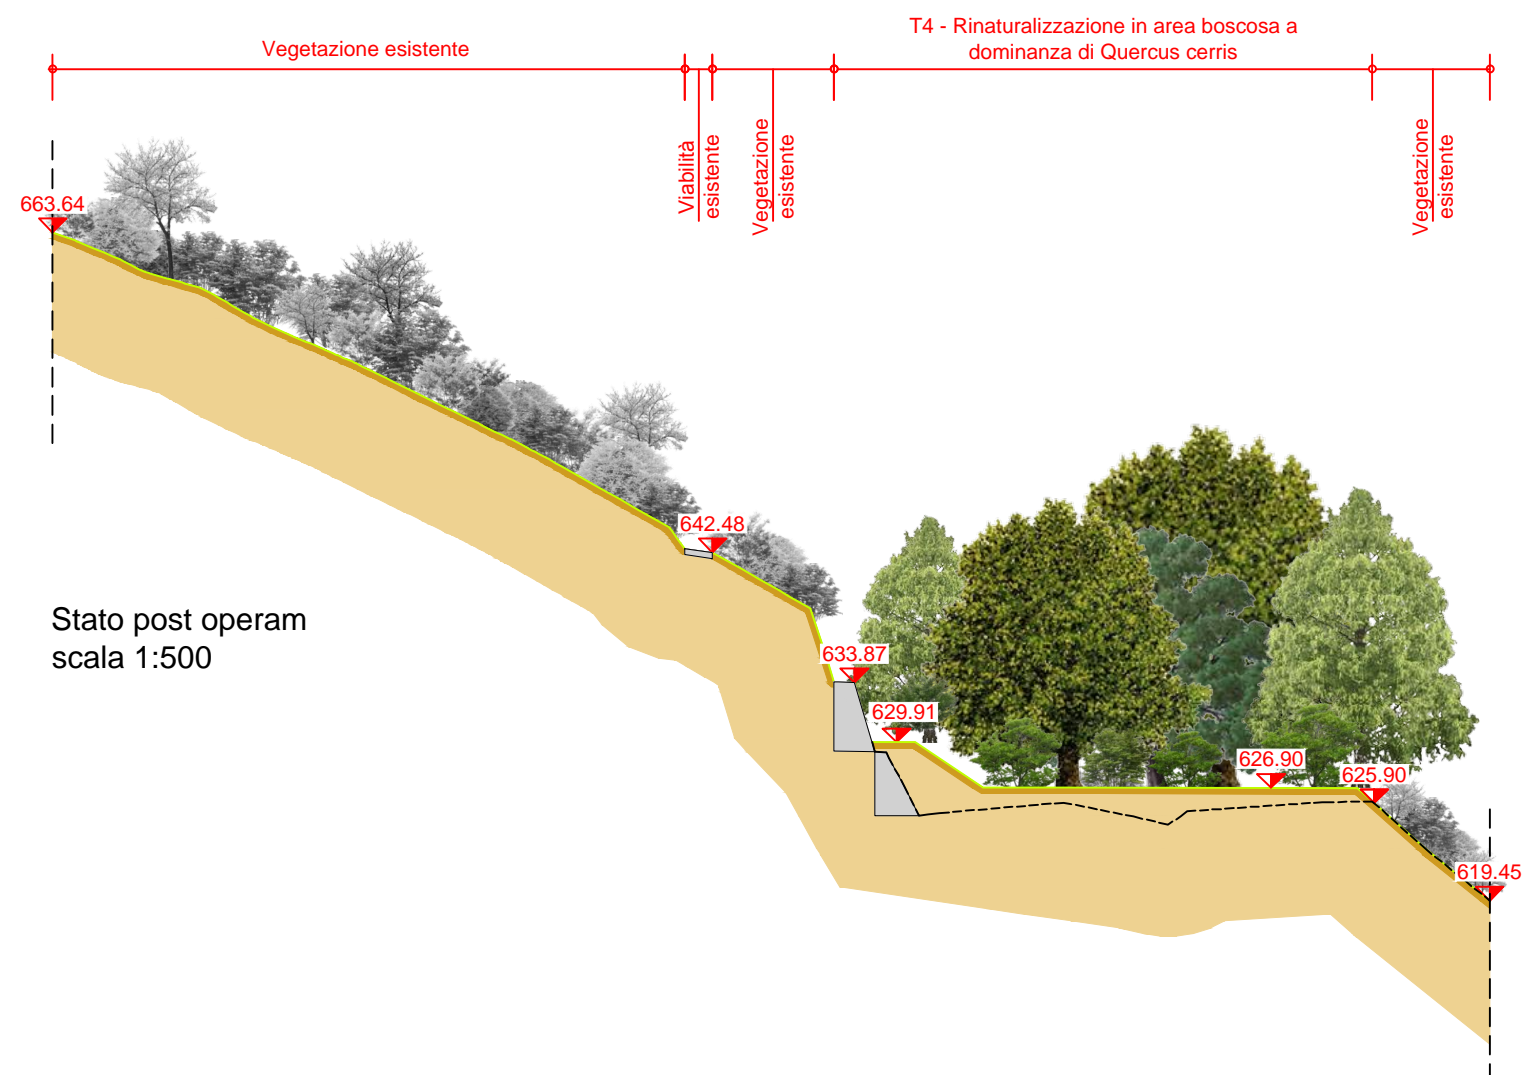 Vegetazione esistente
T4 - Rinaturalizzazione in area boscosa a
dominanza di Quercus cerris
Viabilità
esistente
Vegetazione
esistente
Vegetazione
esistente
663.64
642.48
633.87
629.91
626.90
625.90
619.45
Stato post operam
scala 1:500